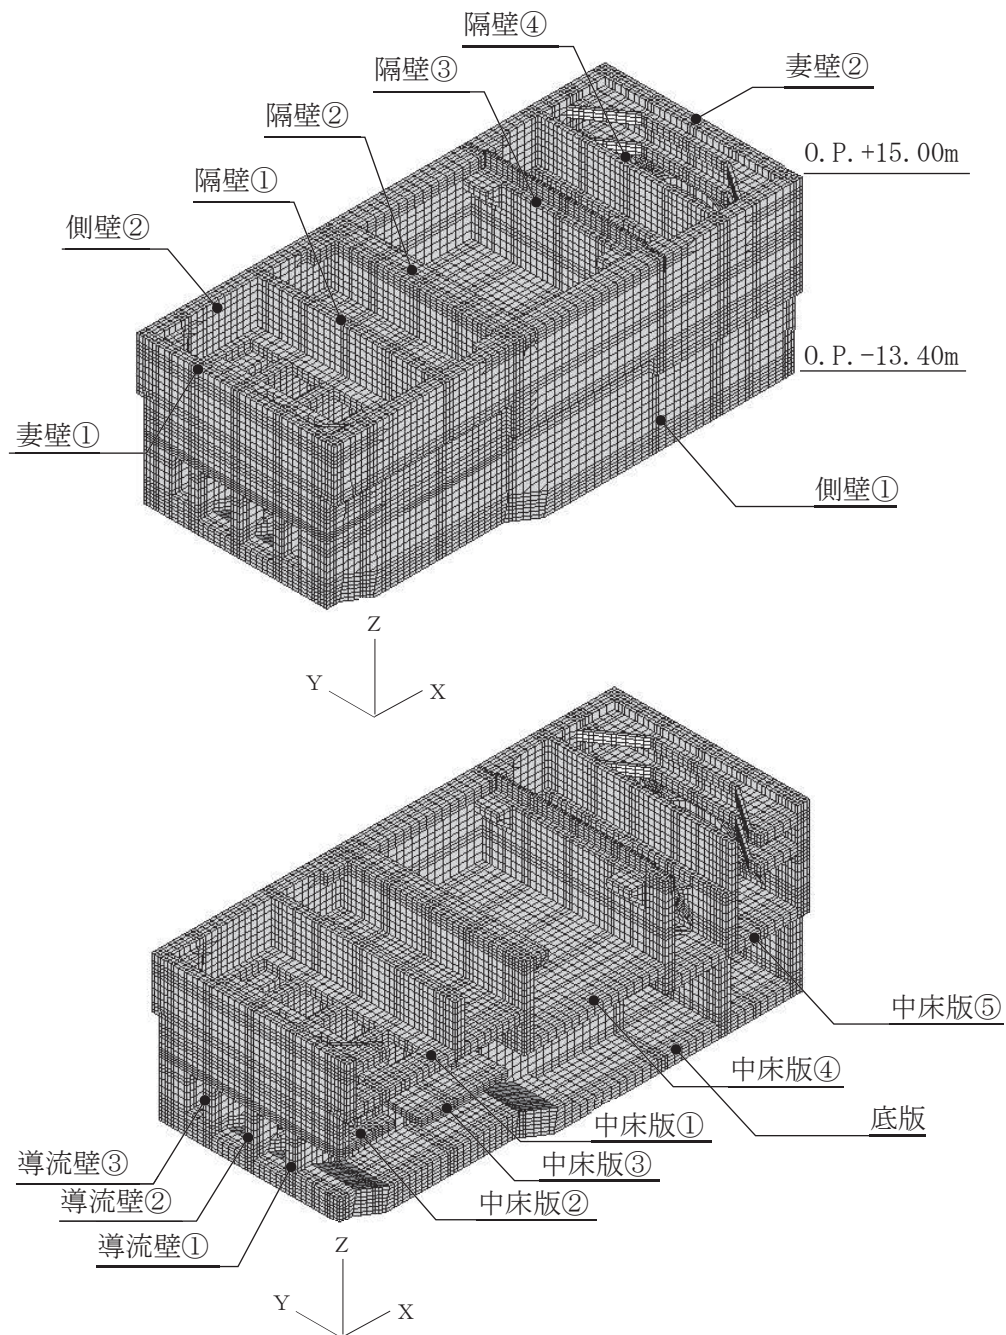 隔壁④
隔壁③
妻壁②
隔壁②
O.P.+15.00m
隔壁①
側壁②
O.P.-13.40m
妻壁①
側壁①
Z
Y
X
中床版⑤
中床版④
底版
中床版①
導流壁③
中床版③
導流壁②
中床版②
導流壁①
Z
Y
X